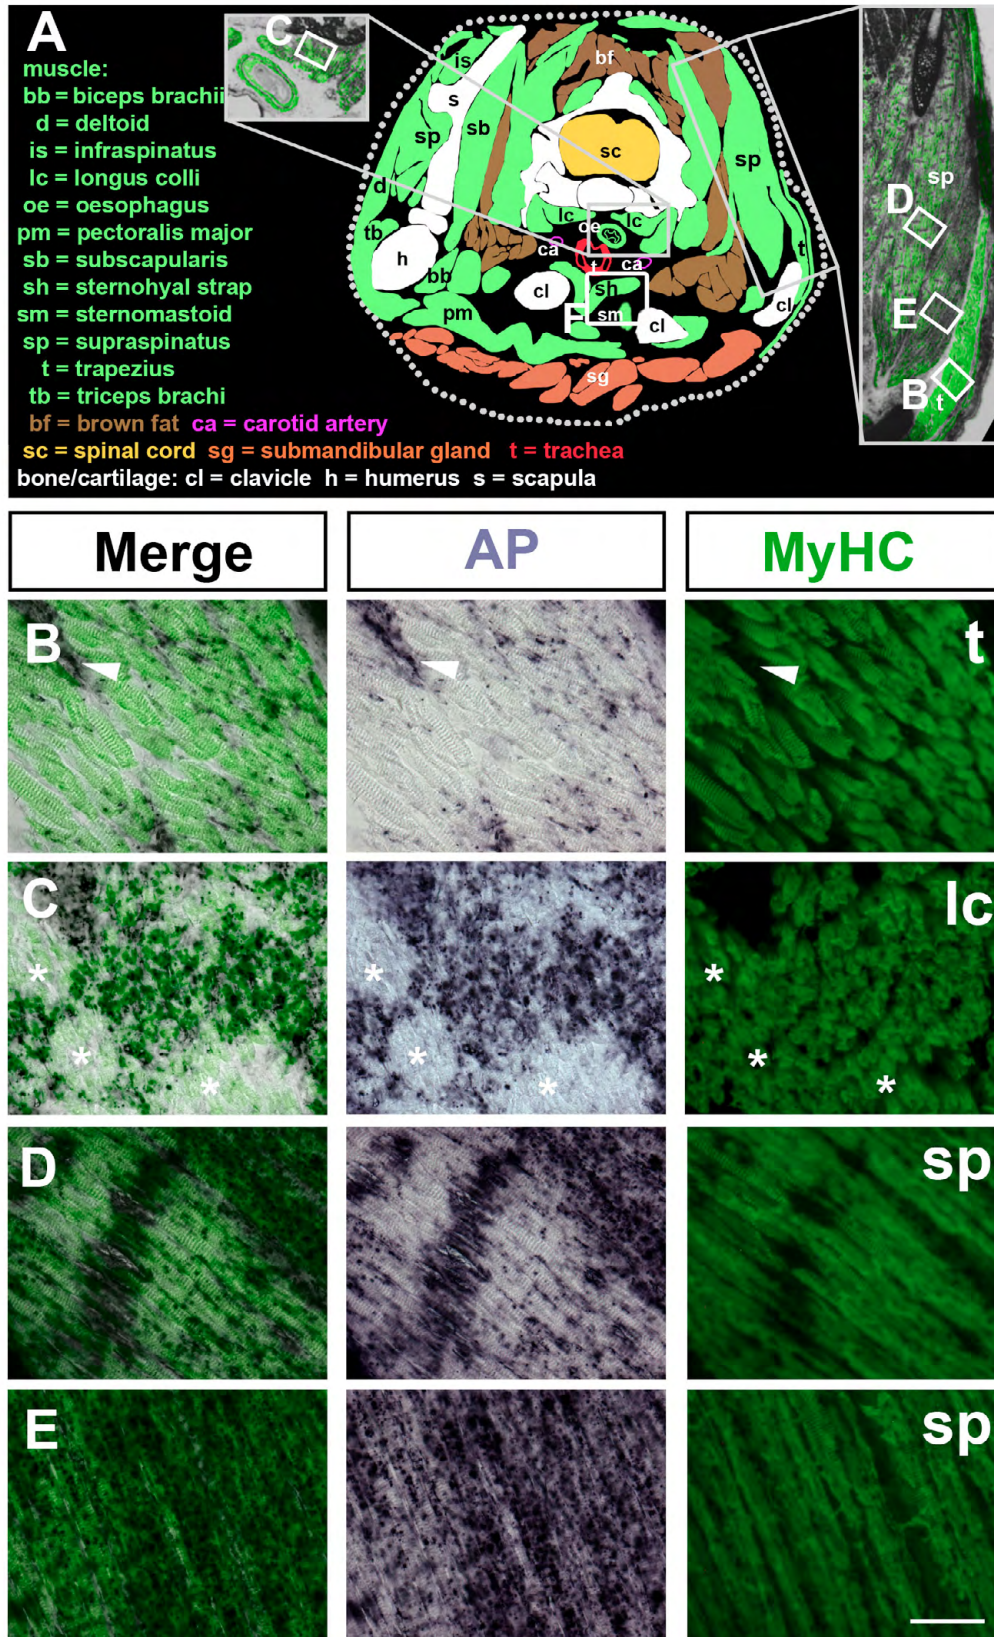 A
muscle:
bb = biceps brachii
d = deltoid
is = infraspinatus
lc = longus colli
oe = oesophagus
pm = pectoralis major
sb = subscapularis
sh = sternohyal strap
sm = sternomastoid
sp = supraspinatus
t = trapezius
tb = triceps brachi
bf = brown fat ca = carotid artery
sc = spinal cord sg = submandibular gland t = trachea
bone/cartilage: cl = clavicle h = humerus s = scapula
C
is
bf
s
sp
sb
sc
sp
d
lc
lc
oe
tb
ca
t
ca
t
h
bb
cl
sh
cl
F
sm
cl
pm
sg
sp
D
E
B
t
Merge
AP
MyHC
B
t
C
lc
* * *
* * *
* * *
D
sp
E
sp